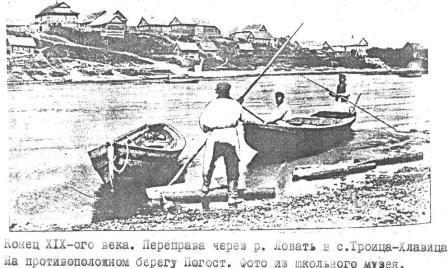 Конец XIX-ого века. Переправа через р. Ловать в с.Троица-Хлавица
На противоположном берегу Погост. Фото из школьного музея.